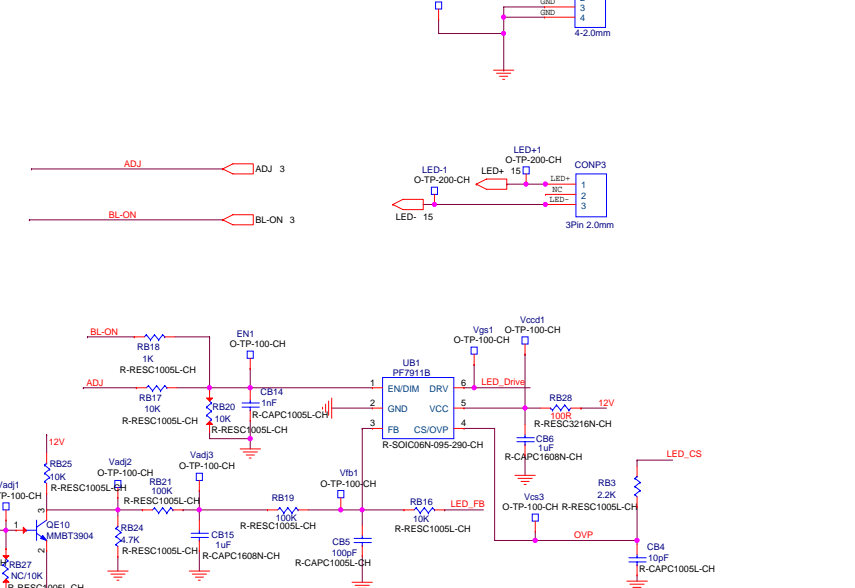 GND
3
GND
4
4-2.0mm
ADJ
ADJ 3
BL-ON
BL-ON 3
LED+1
O-TP-200-CH
LED-1
O-TP-200-CH
LED+ 15
LED- 15
CONP3
LED+
1
NC
2
LED-
3
3Pin 2.0mm
BL-ON
RB18
1K
R-RESC1005L-CH
EN1
O-TP-100-CH
ADJ
RB17
10K
R-RESC1005L-CH
RB20
10K
R-RESC1005L-CH
CB14
1nF
R-CAPC1005L-CH
UB1
PF7911B
1
EN/DIM
DRV
6
2
GND
VCC
5
3
FB
CS/OVP
4
R-SOIC06N-095-290-CH
Vgs1
O-TP-100-CH
Vccd1
O-TP-100-CH
LED_Drive
RB28
100R
R-RESC3216N-CH
12V
CB6
1uF
R-CAPC1608N-CH
LED_CS
RB3
2.2K
R-RESC1005L-CH
Vcs3
O-TP-100-CH
OVP
CB4
10pF
R-CAPC1005L-CH
12V
RB25
10K
R-RESC1005L-CH
Vadj2
O-TP-100-CH
Vadj3
O-TP-100-CH
RB21
100K
R-RESC1005L-CH
RB19
100K
R-RESC1005L-CH
Vfb1
O-TP-100-CH
RB16
10K
R-RESC1005L-CH
LED_FB
adj1
TP-100-CH
1
3
2
QE10
MMBT3904
RB24
4.7K
R-RESC1005L-CH
CB15
1uF
R-CAPC1608N-CH
CB5
100pF
R-CAPC1005L-CH
RB27
NC/10K
R-RESC1005L-CH